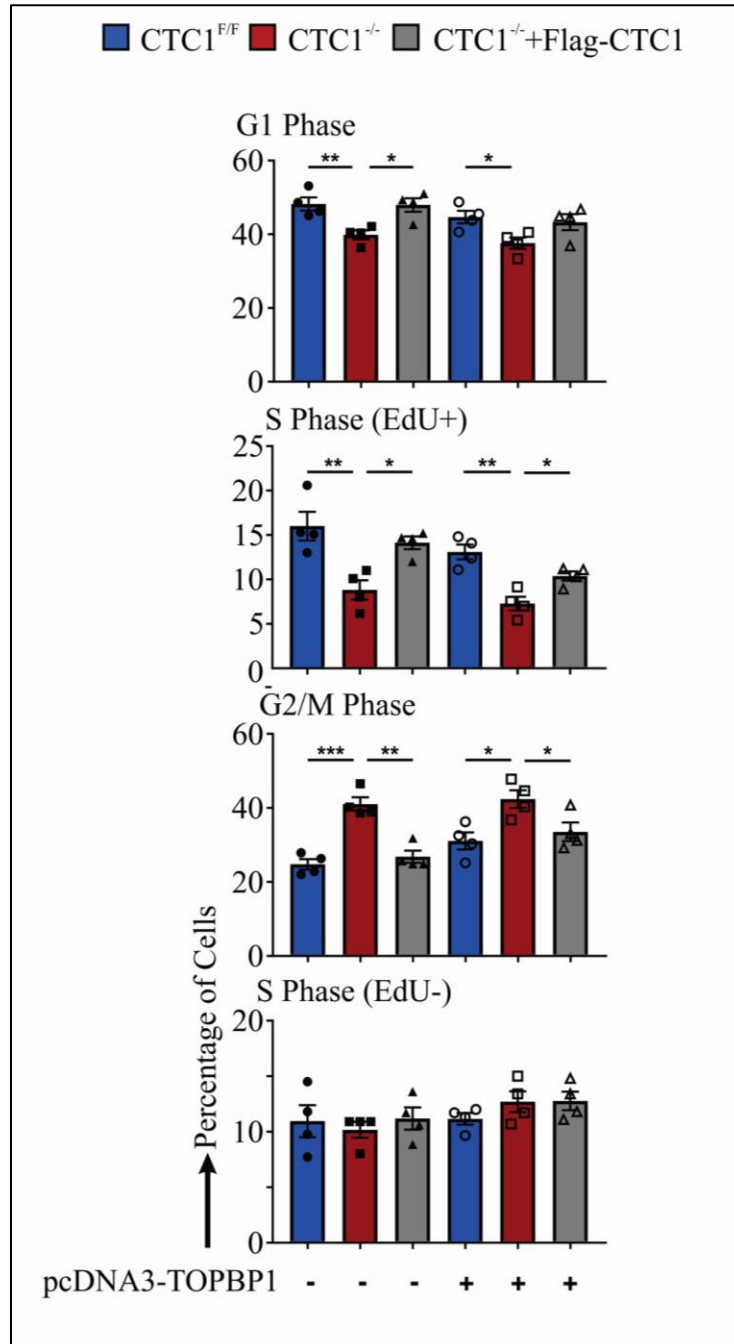 CTC1F/F CTC1-/- CTC1-/-+Flag-CTC1
G1 Phase
60
40
20
0
** * *
S Phase (EdU+)
25
20
15
10
5
0
** * ** *
-
G2/M Phase
60
40
20
0
*** ** * *
S Phase (EdU-)
20
10
0
Percentage of Cells
pcDNA3-TOPBP1 - - - + + +